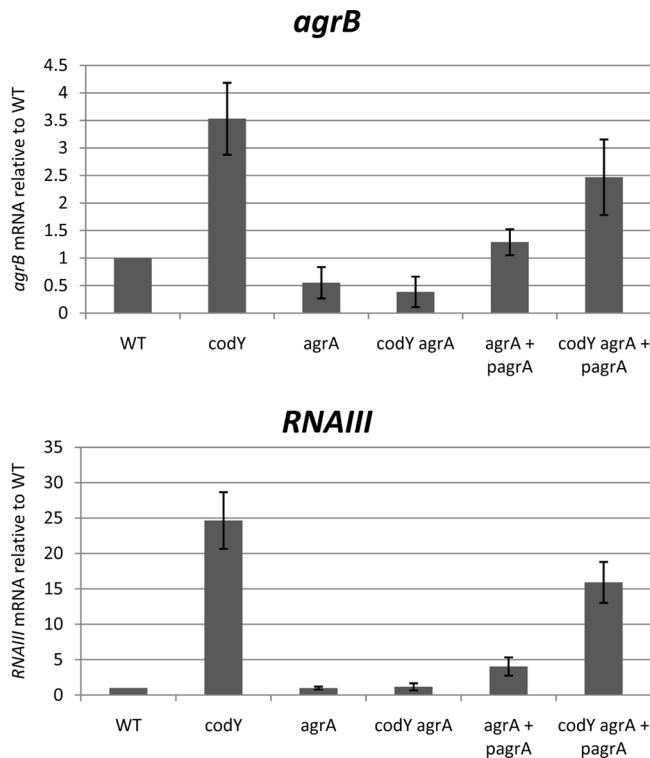 agrB
agrB mRNA relative to WT
4.5
4
3.5
3
2.5
2
1.5
1
0.5
0
WT codY agrA codY agrA agrA + codY agrA +
pagrA pagrA
RNAIII
RNAIII mRNA relative to WT
35
30
25
20
15
10
5
0
WT codY agrA codY agrA agrA + codY agrA +
pagrA pagrA